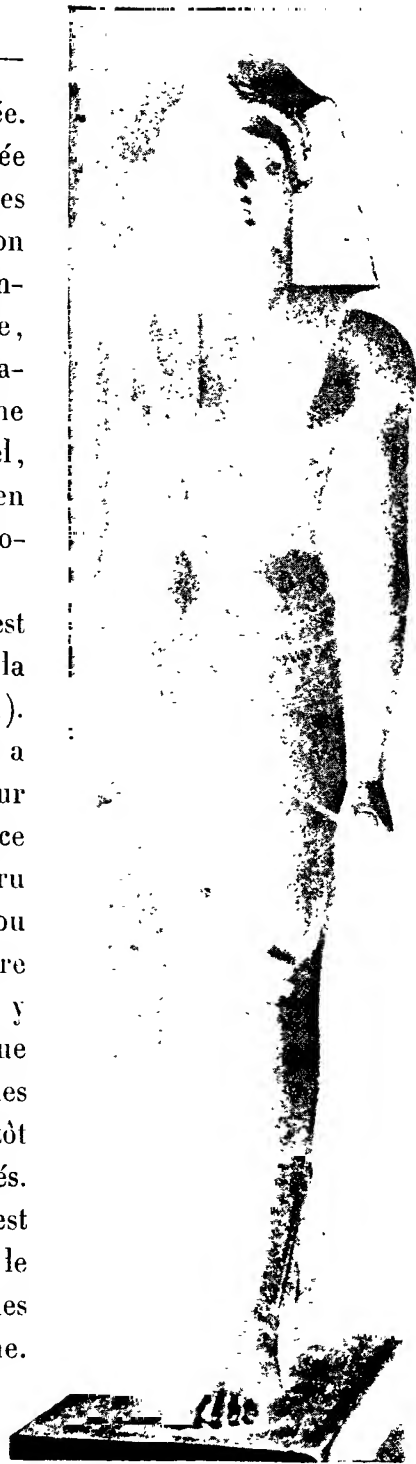 ée.
ée
es
on
n-
e,
a-
ne
el,
en
o-
est
la
).
a
ur
ce
ru
ou
re
y
ue
es
tôt
és.
est
le
es
ne.